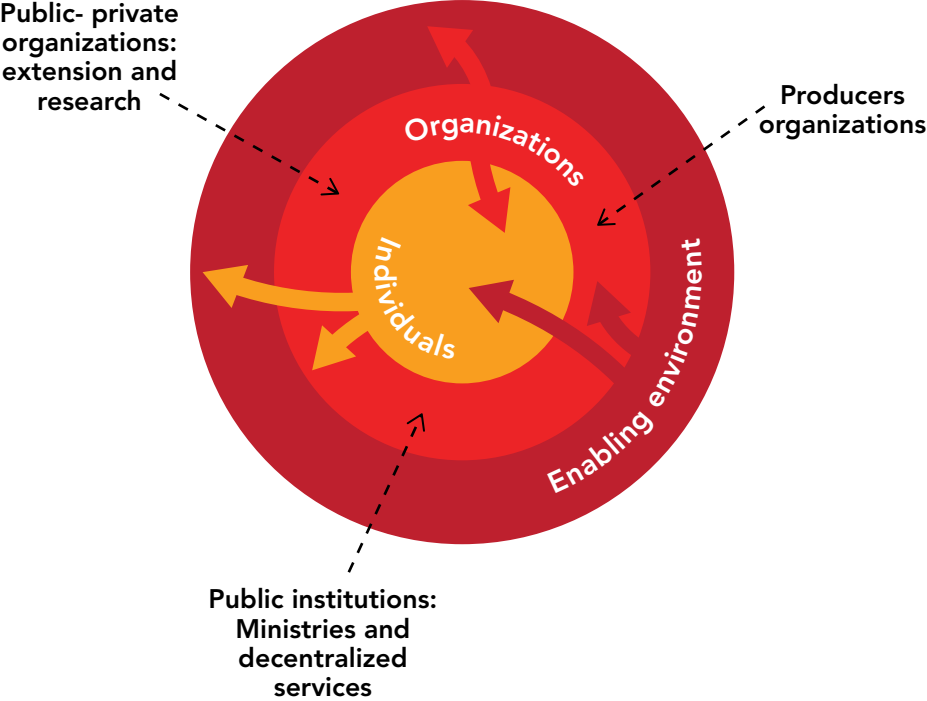 Public- private
organizations:
extension and
research
Producers
organizations
Organizations
Individuals
Enabling environment
Public institutions:
Ministries and
decentralized
services